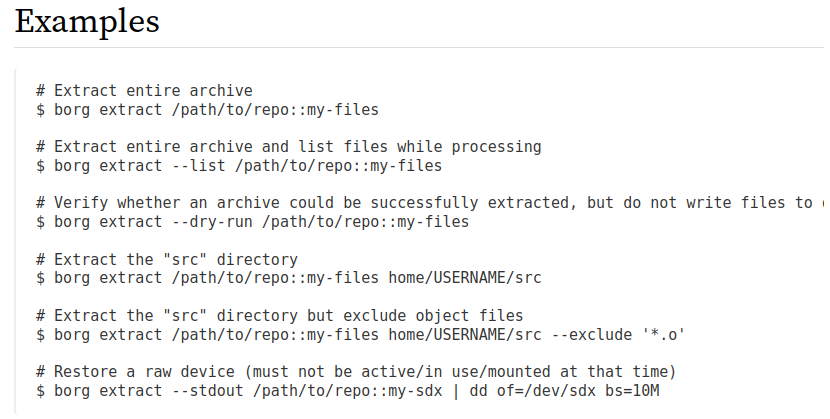 Examples
# Extract entire archive
$ borg extract /path/to/repo::my-files
# Extract entire archive and list files while processing
$ borg extract --list /path/to/repo::my-files
# Verify whether an archive could be successfully extracted, but do not write files to
$ borg extract --dry-run /path/to/repo::my-files
# Extract the "src" directory
$ borg extract /path/to/repo::my-files home/USERNAME/src
# Extract the "src" directory but exclude object files
$ borg extract /path/to/repo::my-files home/USERNAME/src --exclude '*.o'
# Restore a raw device (must not be active/in use/mounted at that time)
$ borg extract --stdout /path/to/repo::my-sdx | dd of=/dev/sdx bs=10M